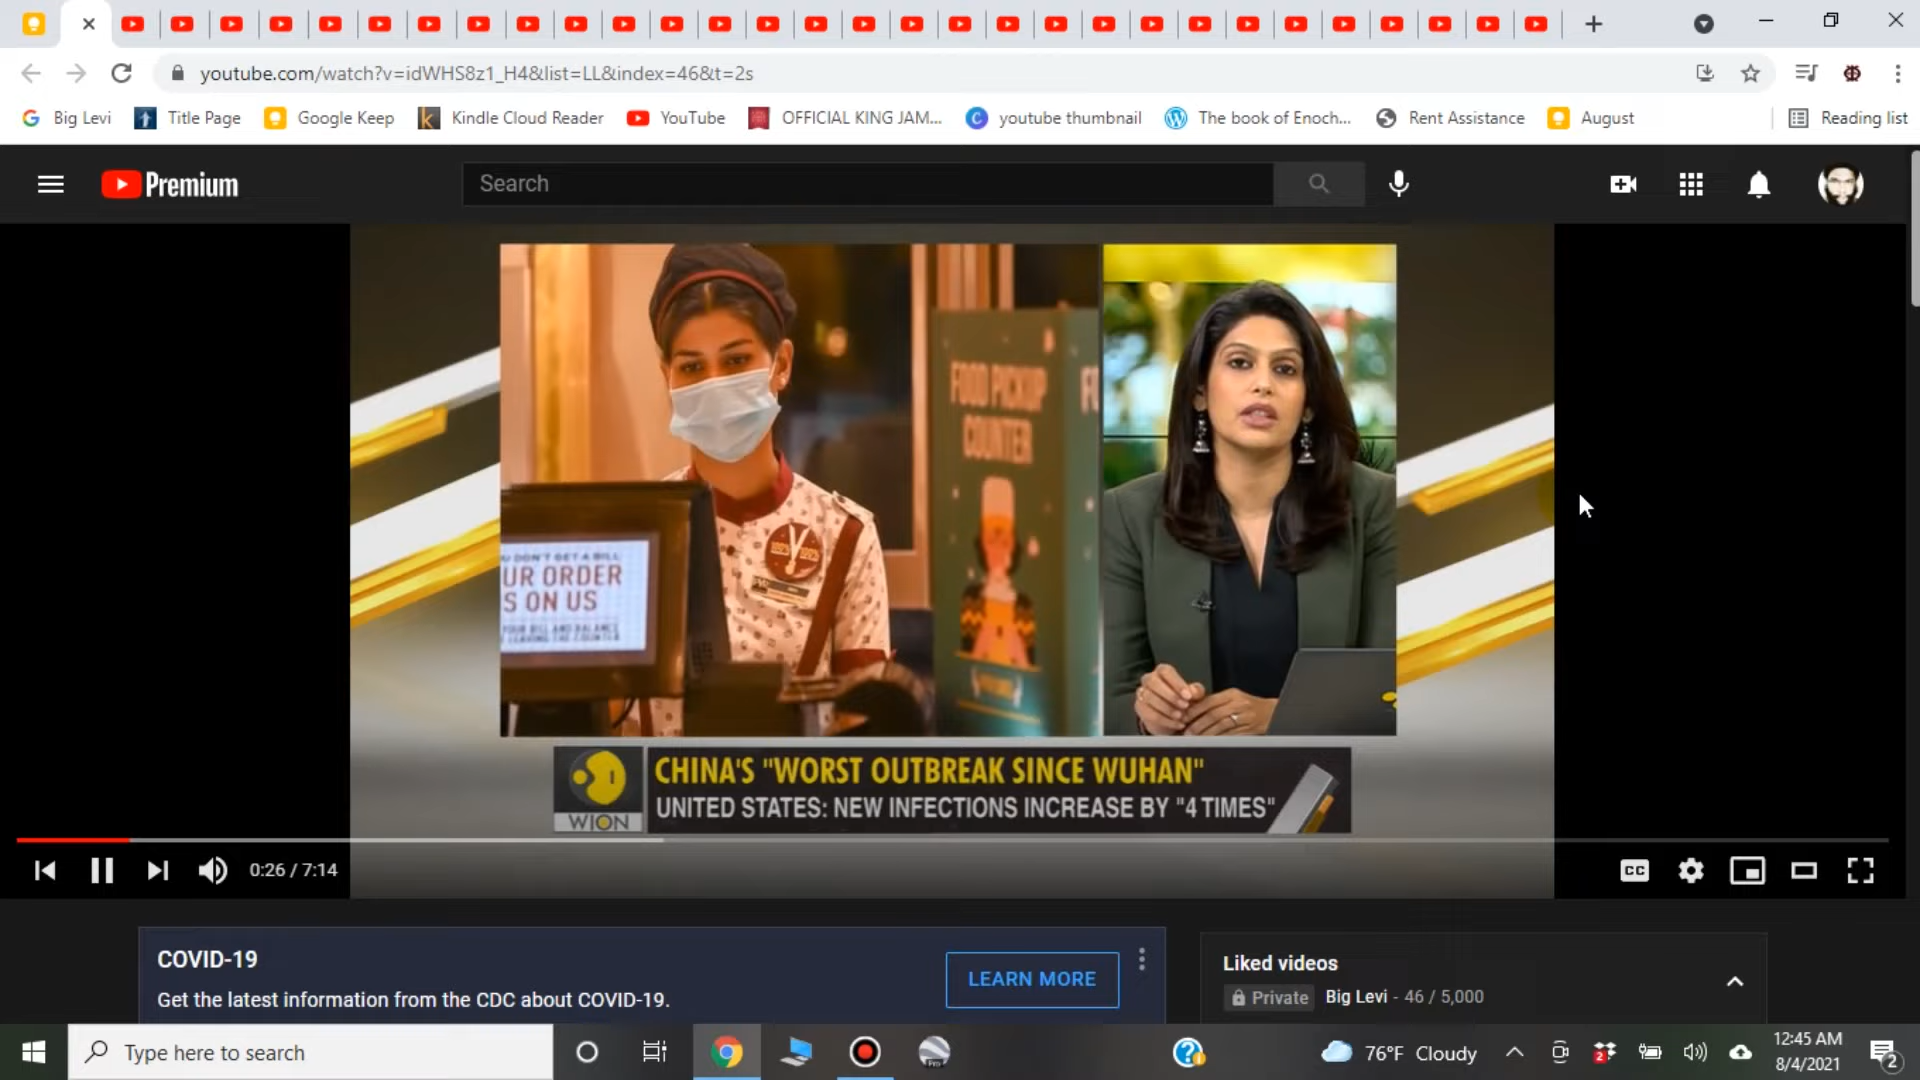 youtube.com/watch?v=idWHS8z1_H4&list=LL&index=46&t=2s
Big Levi
Title Page
Google Keep
Kindle Cloud Reader
YouTube
OFFICIAL KING JAM...
youtube thumbnail
The book of Enoch...
Rent Assistance
August
Reading list
Premium
Search
FOOD PICKUP
COUNTER
UR ORDER
S ON US
CHINA'S "WORST OUTBREAK SINCE WUHAN"
UNITED STATES: NEW INFECTIONS INCREASE BY "4 TIMES"
WION
0:26 / 7:14
CC
COVID-19
Get the latest information from the CDC about COVID-19.
LEARN MORE
Liked videos
Private Big Levi - 46 / 5,000
Type here to search
76°F Cloudy
12:45 AM
8/4/2021
2
2